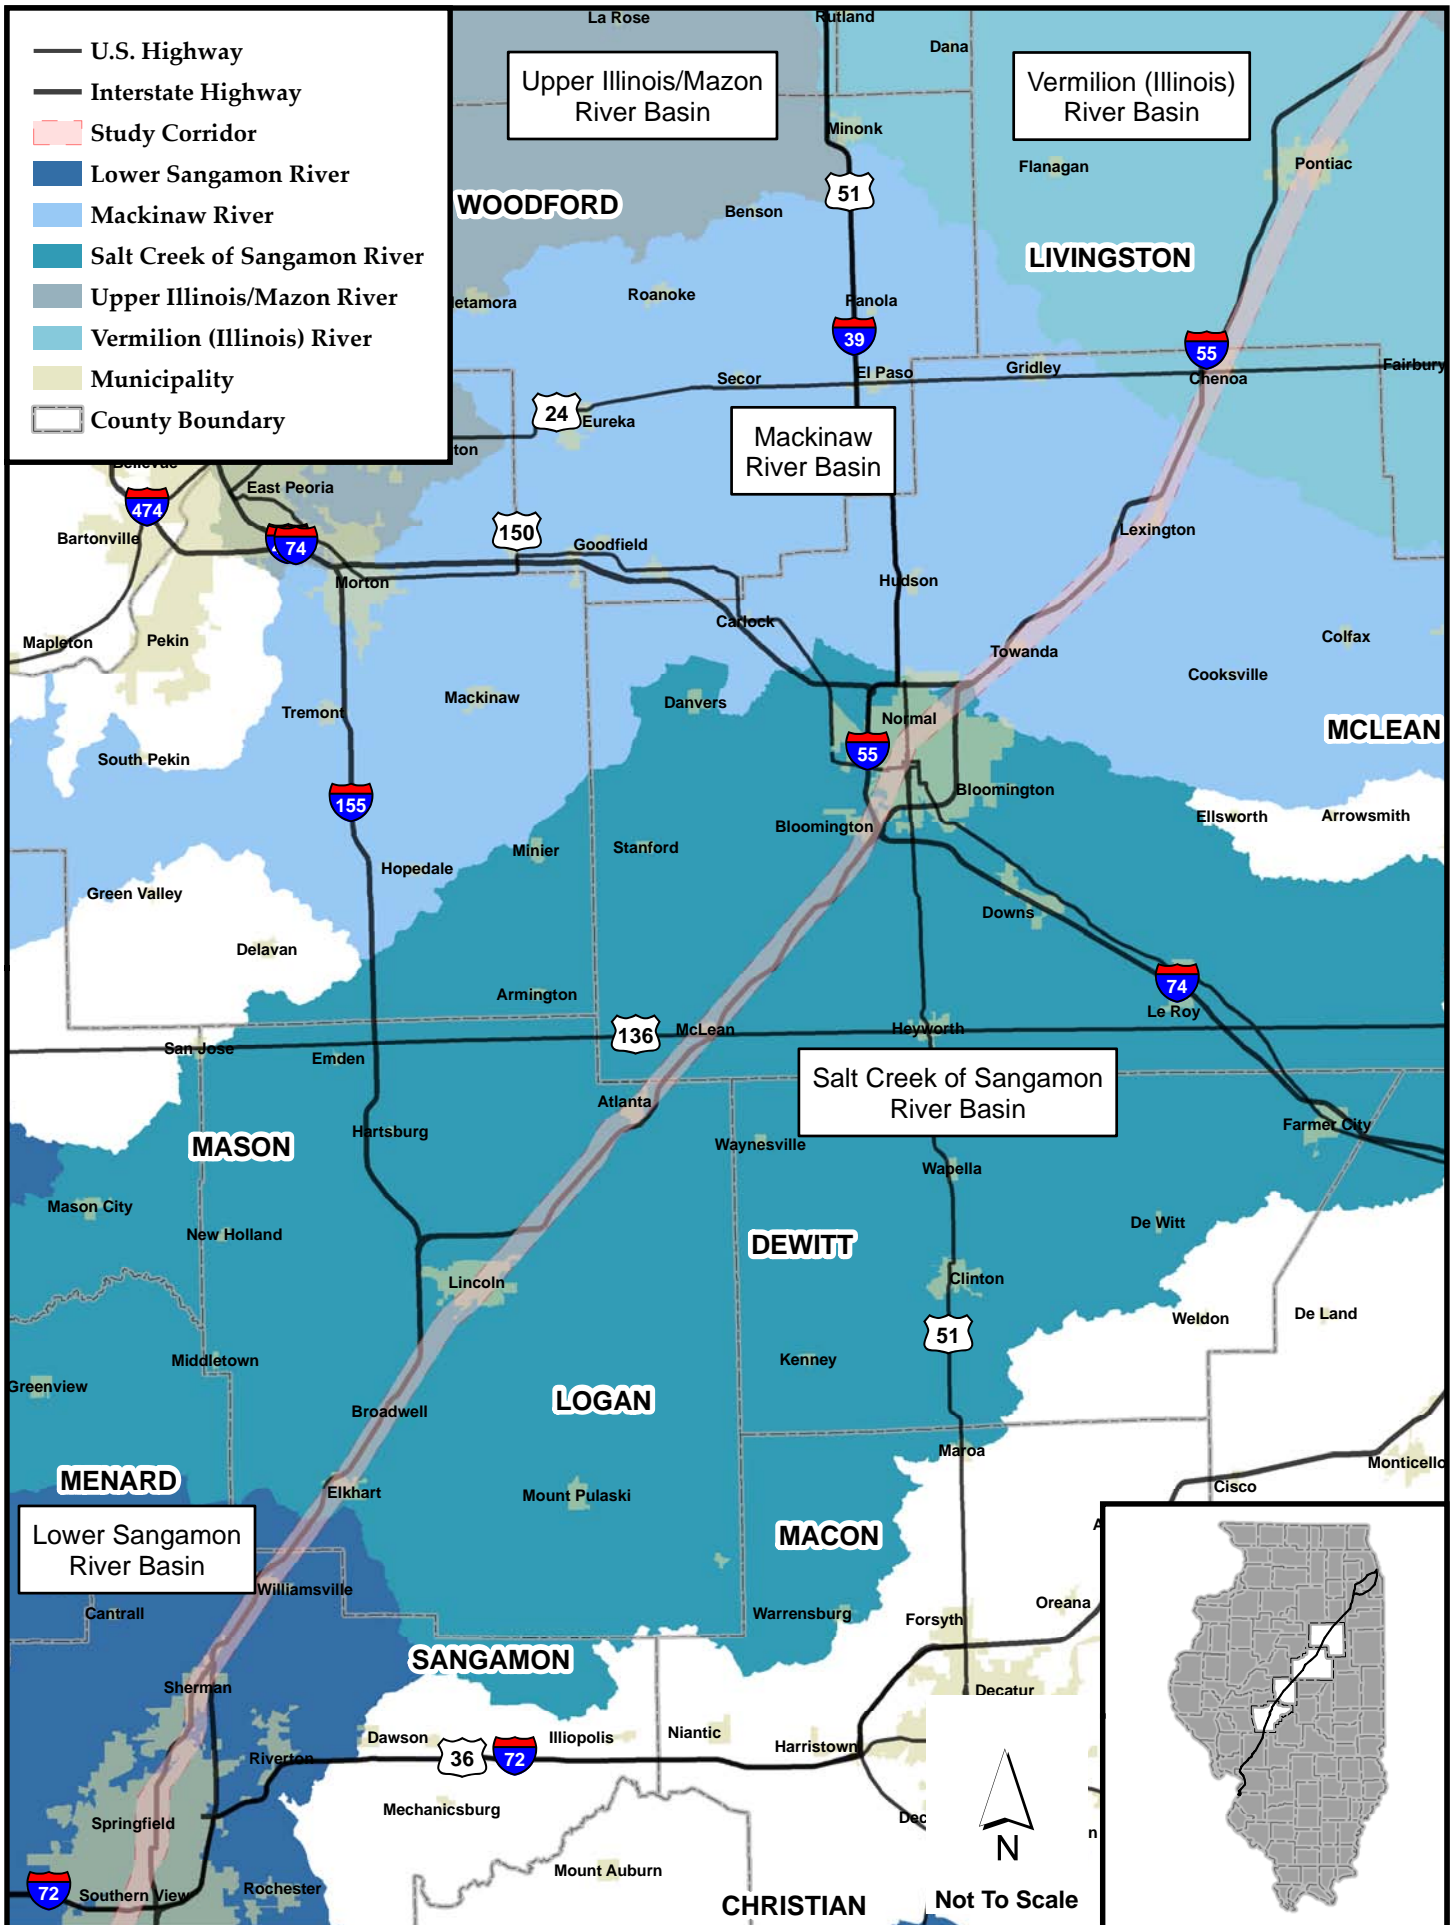 U.S. Highway
Interstate Highway
Study Corridor
Lower Sangamon River
Mackinaw River
Salt Creek of Sangamon River
Upper Illinois/Mazon River
Vermilion (Illinois) River
Municipality
County Boundary
La Rose
Rutland
Dana
Upper Illinois/Mazon
River Basin
Vermilion (Illinois)
River Basin
Minonk
Flanagan
Pontiac
51
WOODFORD
Benson
LIVINGSTON
etamora
Roanoke
Panola
39
55
Secor
El Paso
Gridley
Chenoa
Fairbury
24
Eureka
ton
Mackinaw
River Basin
Bellevue
East Peoria
474
Bartonville
74
150
Goodfield
Lexington
Morton
Hudson
Mapleton
Pekin
Carlock
Towanda
Colfax
Cooksville
Tremont
Mackinaw
Danvers
Normal
MCLEAN
South Pekin
55
155
Bloomington
Bloomington
Ellsworth
Arrowsmith
Minier
Stanford
Hopedale
Green Valley
Downs
Delavan
Armington
74
Le Roy
136
McLean
Heyworth
San Jose
Emden
Salt Creek of Sangamon
River Basin
Atlanta
Farmer City
MASON
Hartsburg
Waynesville
Wapella
Mason City
New Holland
De Witt
DEWITT
Lincoln
Clinton
Weldon
De Land
51
Middletown
Kenney
Greenview
LOGAN
Broadwell
Maroa
Monticello
MENARD
Elkhart
Mount Pulaski
Cisco
Lower Sangamon
River Basin
MACON
A
Williamsville
Cantrall
Warrensburg
Forsyth
Oreana
SANGAMON
Sherman
Decatur
Dawson
36
72
Illiopolis
Niantic
Harristown
Riverton
Mechanicsburg
Springfield
Dec
n
N
Mount Auburn
72
Southern View
Rochester
CHRISTIAN
Not To Scale